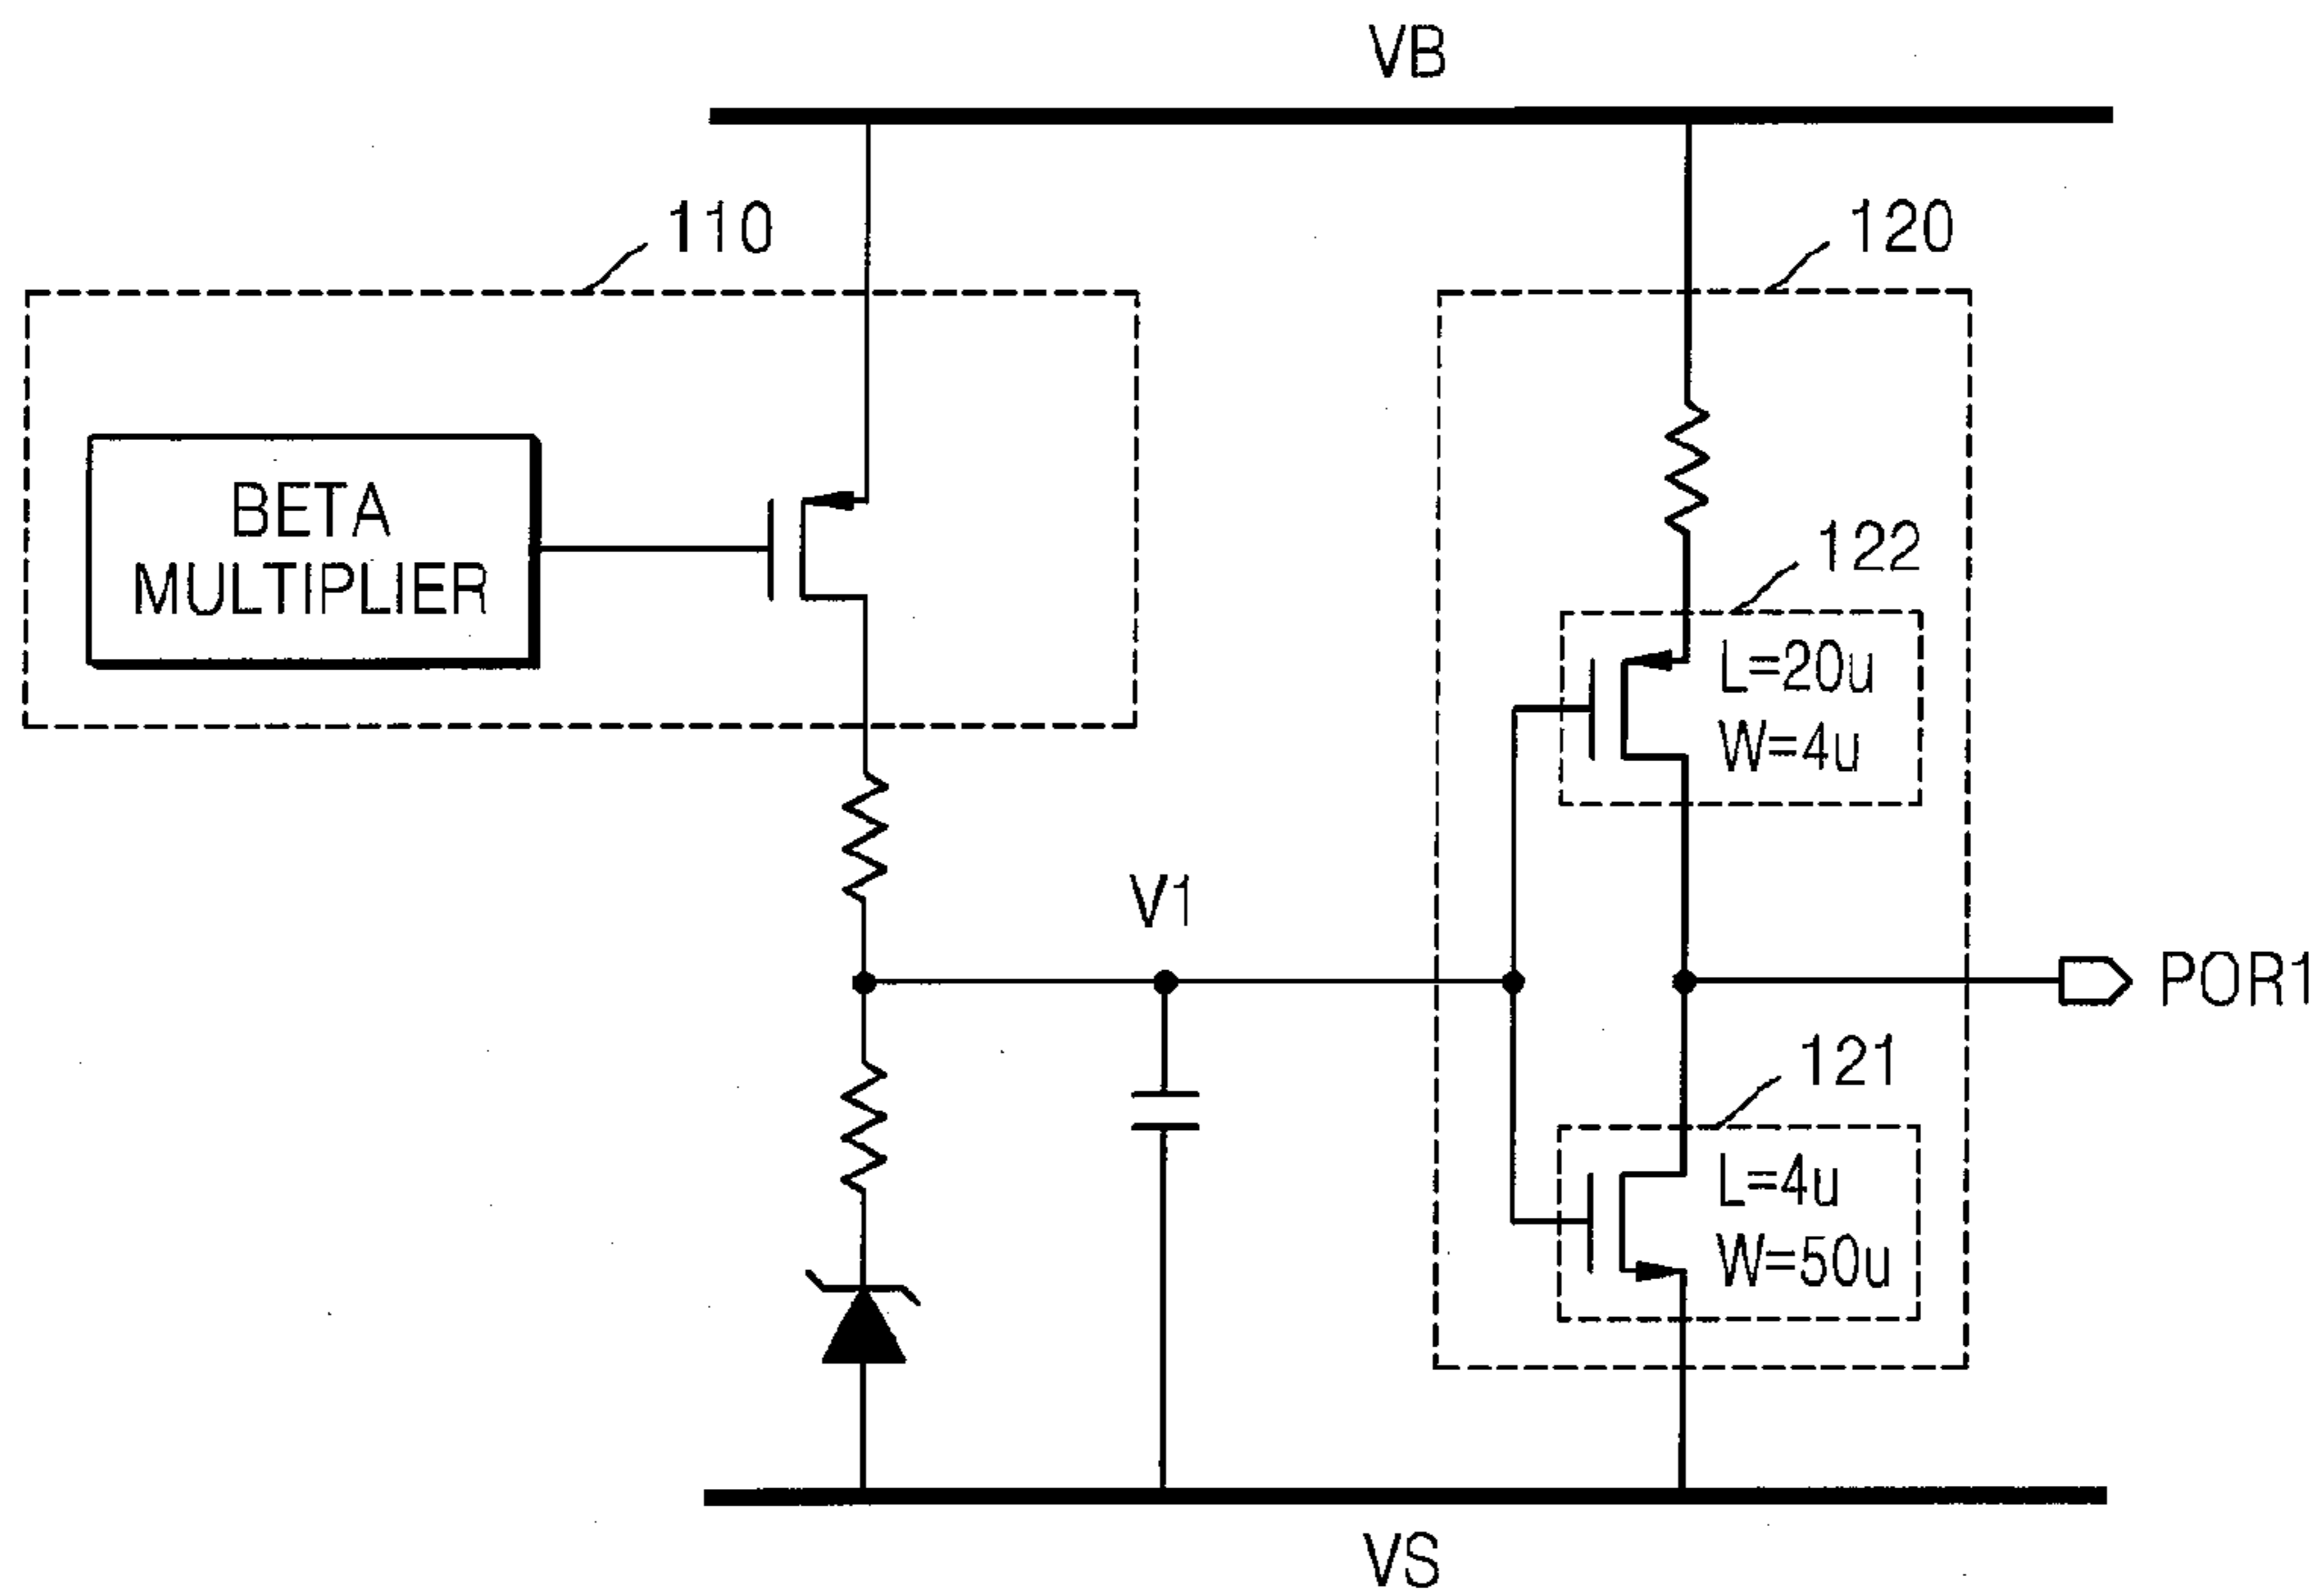 VB
110
120
BETA
MULTIPLIER
122
L=20u
W=4u
V1
POR1
121
L=4u
W=50u
VS